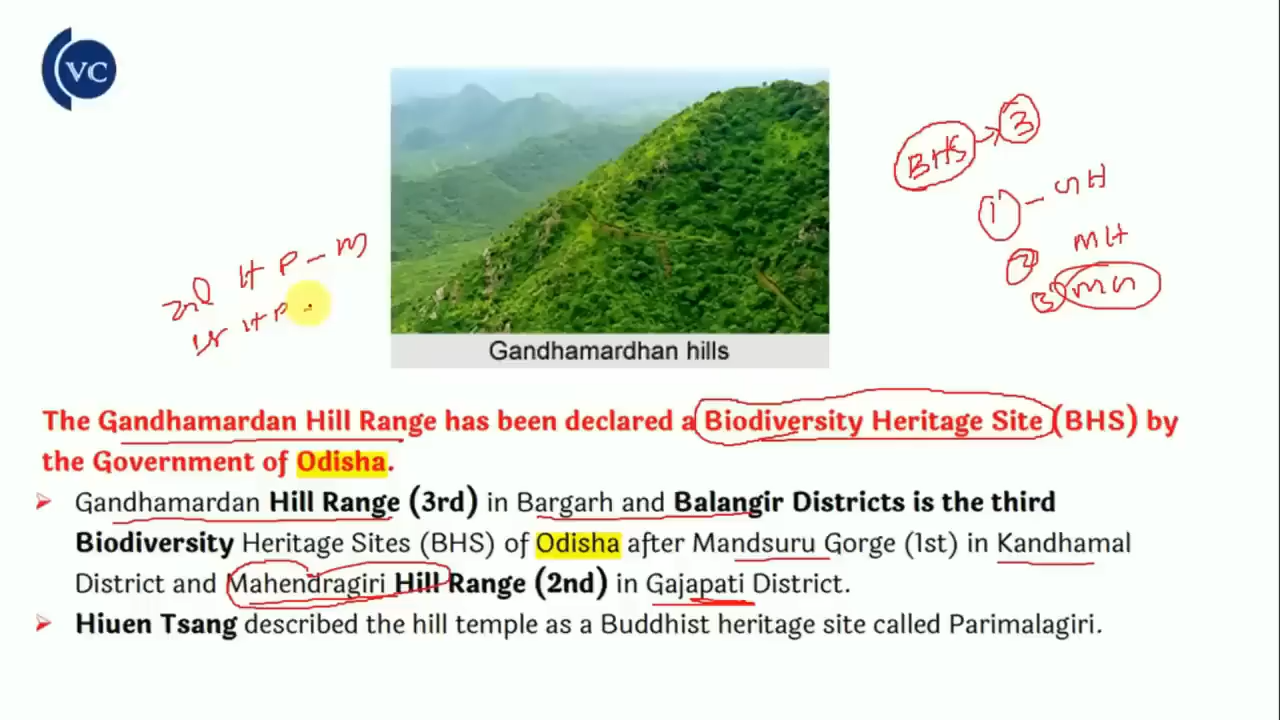 VC
BHS → 3
1 - GH
2 MH
3 MG
2nd H P - M
1st H P -
Gandhamardhan hills
The Gandhamardan Hill Range has been declared a Biodiversity Heritage Site (BHS) by
the Government of Odisha.
➤ Gandhamardan Hill Range (3rd) in Bargarh and Balangir Districts is the third
Biodiversity Heritage Sites (BHS) of Odisha after Mandsuru Gorge (1st) in Kandhamal
District and Mahendragiri Hill Range (2nd) in Gajapati District.
➤ Hiuen Tsang described the hill temple as a Buddhist heritage site called Parimalagiri.